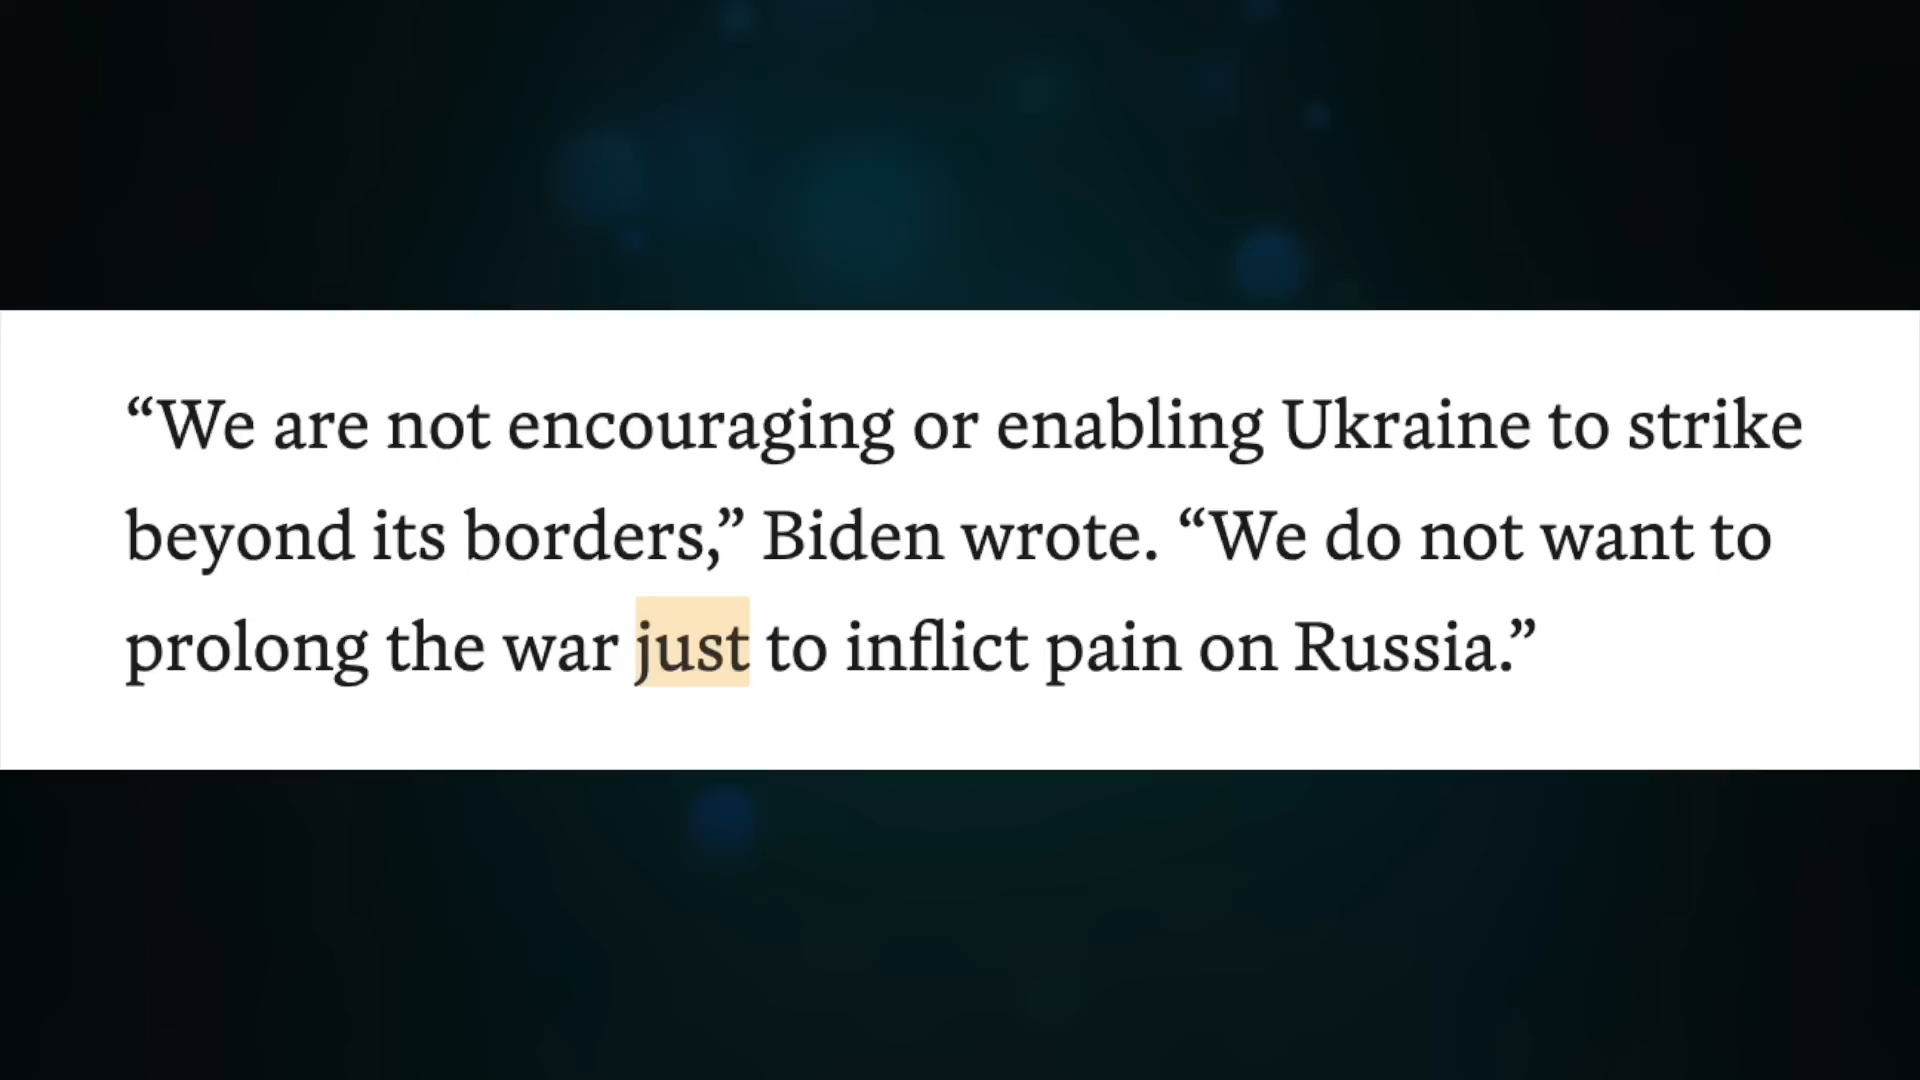 “We are not encouraging or enabling Ukraine to strike
beyond its borders,” Biden wrote. “We do not want to
prolong the war just to inflict pain on Russia.”